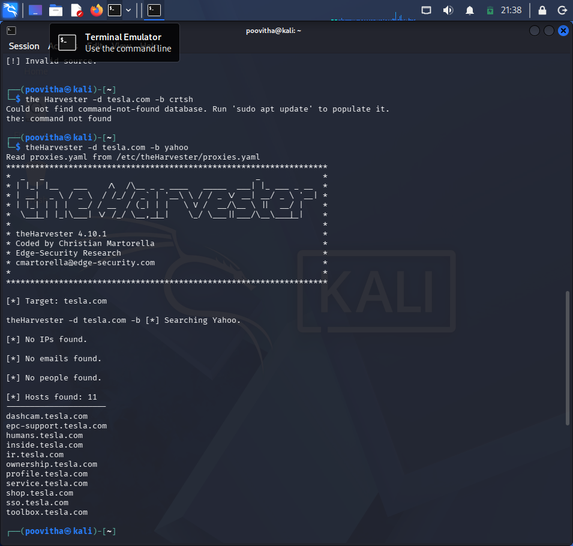 21:38
poovitha@kali: ~
Session
Terminal Emulator
Use the command line
[!] Invalid source.
┌──(poovitha㉿kali)-[~]
└─$ the Harvester -d tesla.com -b crtsh
Could not find command-not-found database. Run 'sudo apt update' to populate it.
the: command not found
┌──(poovitha㉿kali)-[~]
└─$ theHarvester -d tesla.com -b yahoo
Read proxies.yaml from /etc/theHarvester/proxies.yaml
*******************************************************************
* theHarvester 4.10.1 *
* Coded by Christian Martorella *
* Edge-Security Research *
* cmartorella@edge-security.com *
* *
*******************************************************************
[*] Target: tesla.com
theHarvester -d tesla.com -b [*] Searching Yahoo.
[*] No IPs found.
[*] No emails found.
[*] No people found.
[*] Hosts found: 11
---------------------
dashcam.tesla.com
epc-support.tesla.com
humans.tesla.com
inside.tesla.com
ir.tesla.com
ownership.tesla.com
profile.tesla.com
service.tesla.com
shop.tesla.com
sso.tesla.com
toolbox.tesla.com
┌──(poovitha㉿kali)-[~]
KALI